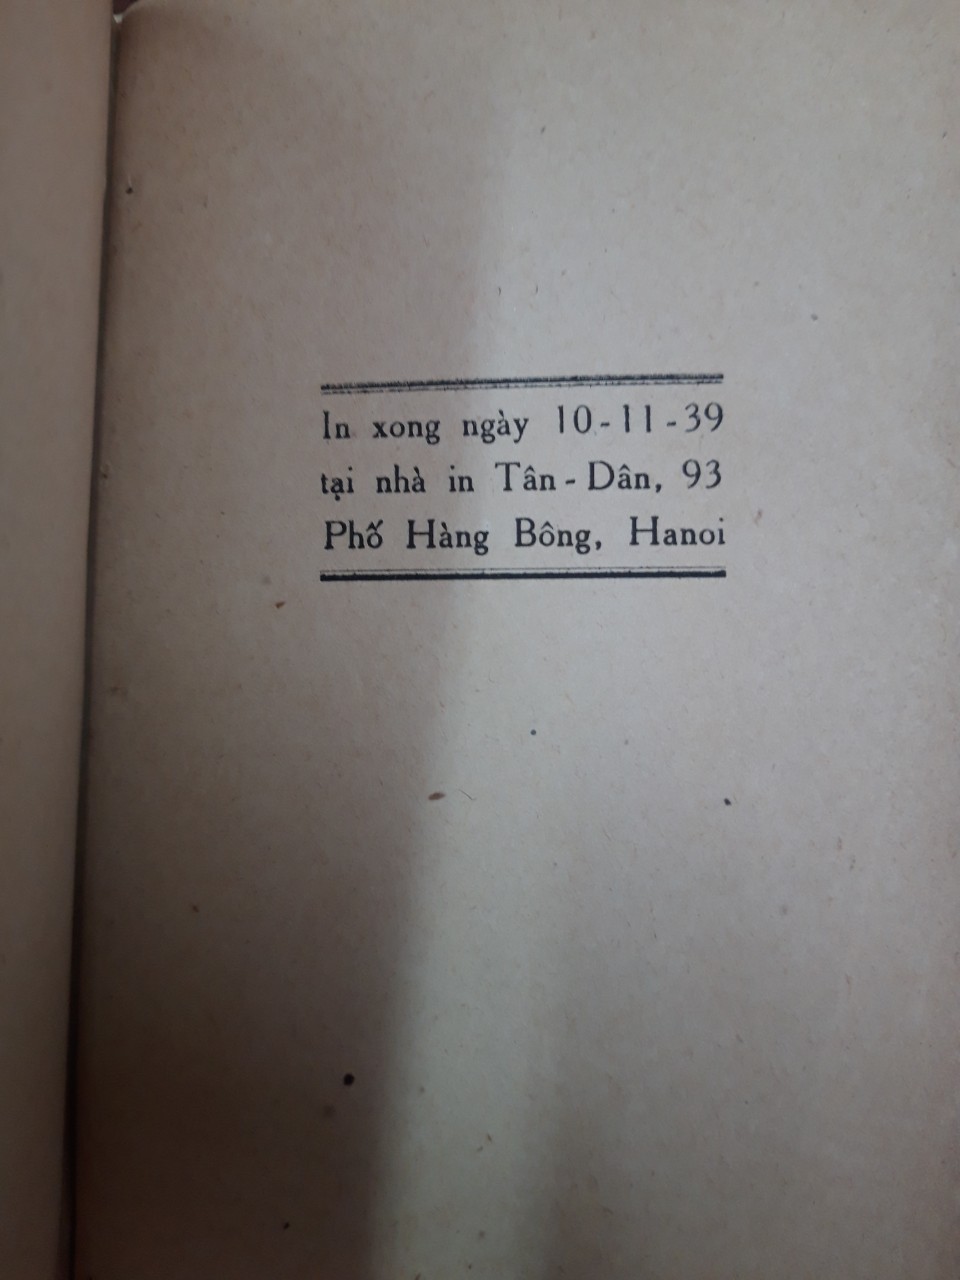 In xong ngày 10-11-39
tại nhà in Tân-Dân, 93
Phố Hàng Bông, Hanoi